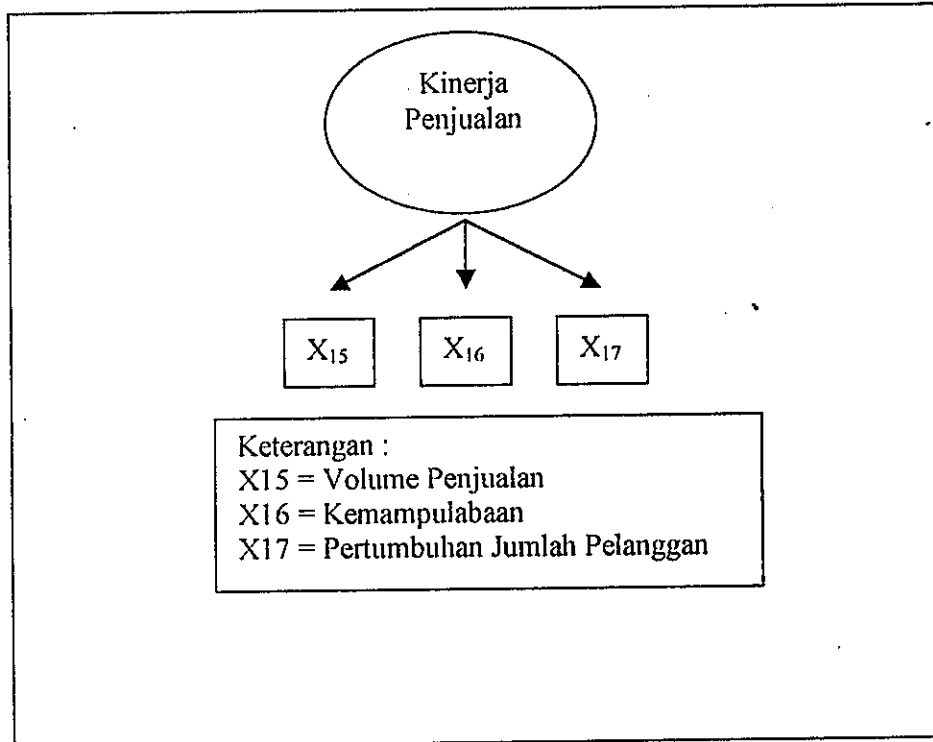 Kinerja
Penjualan
X15 X16 X17
Keterangan :
X15 = Volume Penjualan
X16 = Kemampulabaan
X17 = Pertumbuhan Jumlah Pelanggan